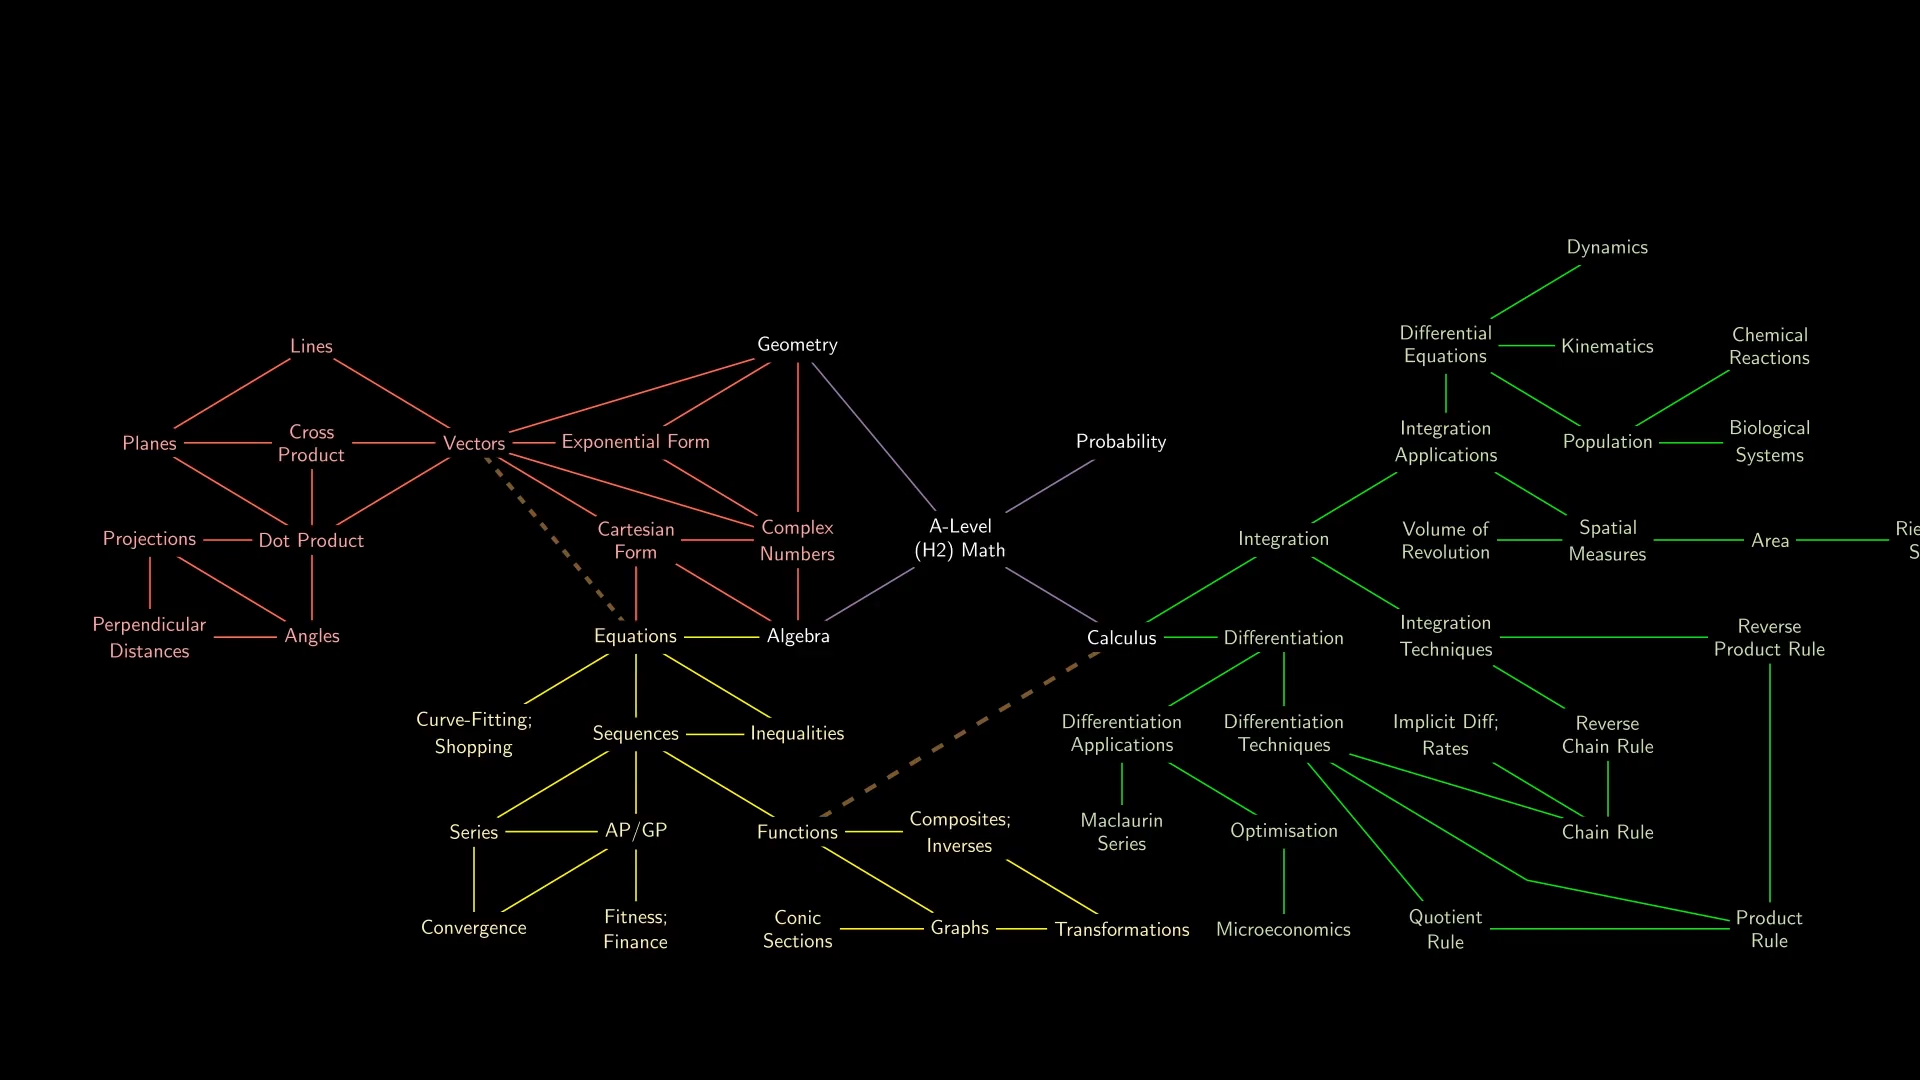 Dynamics
Lines
Geometry
Differential
Equations
Kinematics
Chemical
Reactions
Planes
Cross
Product
Vectors
Exponential Form
Probability
Integration
Applications
Population
Biological
Systems
Projections
Dot Product
Cartesian
Form
Complex
Numbers
A-Level
(H2) Math
Integration
Volume of
Revolution
Spatial
Measures
Area
Perpendicular
Distances
Angles
Equations
Algebra
Calculus
Differentiation
Integration
Techniques
Reverse
Product Rule
Curve-Fitting;
Shopping
Sequences
Inequalities
Differentiation
Applications
Differentiation
Techniques
Implicit Diff;
Rates
Reverse
Chain Rule
Series
AP/GP
Functions
Composites;
Inverses
Maclaurin
Series
Optimisation
Chain Rule
Convergence
Fitness;
Finance
Conic
Sections
Graphs
Transformations
Microeconomics
Quotient
Rule
Product
Rule